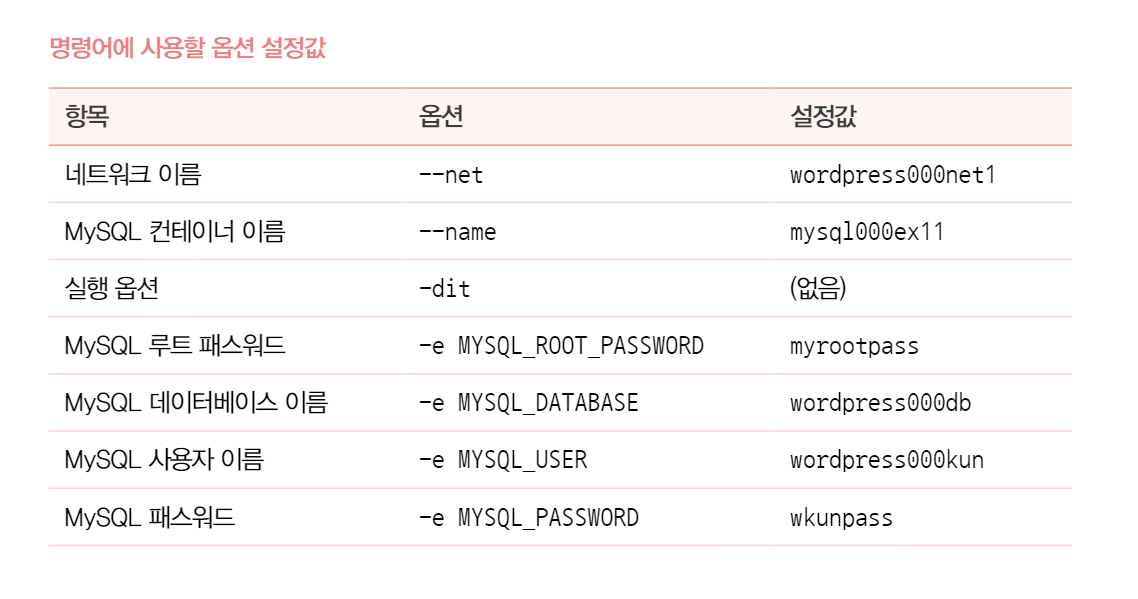 명령어에 사용할 옵션 설정값
항목 옵션 설정값
네트워크 이름 --net wordpress000net1
MySQL 컨테이너 이름 --name mysql000ex11
실행 옵션 -dit (없음)
MySQL 루트 패스워드 -e MYSQL_ROOT_PASSWORD myrootpass
MySQL 데이터베이스 이름 -e MYSQL_DATABASE wordpress000db
MySQL 사용자 이름 -e MYSQL_USER wordpress000kun
MySQL 패스워드 -e MYSQL_PASSWORD wkunpass